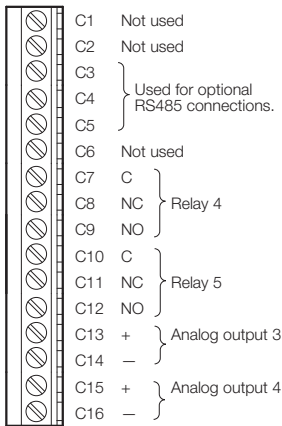 C1 Not used
C2 Not used
C3
C4 Used for optional
RS485 connections.
C5
C6 Not used
C7 C
C8 NC Relay 4
C9 NO
C10 C
C11 NC Relay 5
C12 NO
C13 + Analog output 3
C14 —
C15 + Analog output 4
C16 —